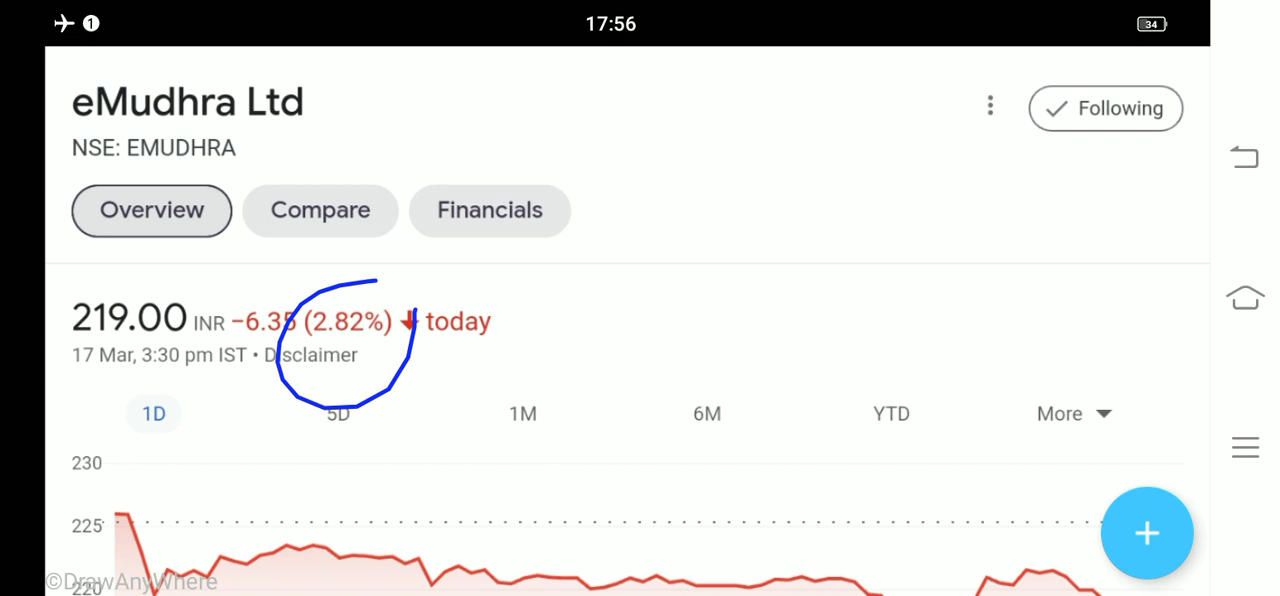 17:56
1
34
eMudhra Ltd
Following
NSE: EMUDHRA
Overview
Compare
Financials
219.00 INR −6.35 (2.82%) ↓ today
17 Mar, 3:30 pm IST • Disclaimer
1D 5D 1M 6M YTD More
230
225
220
+
©DrawAnyWhere